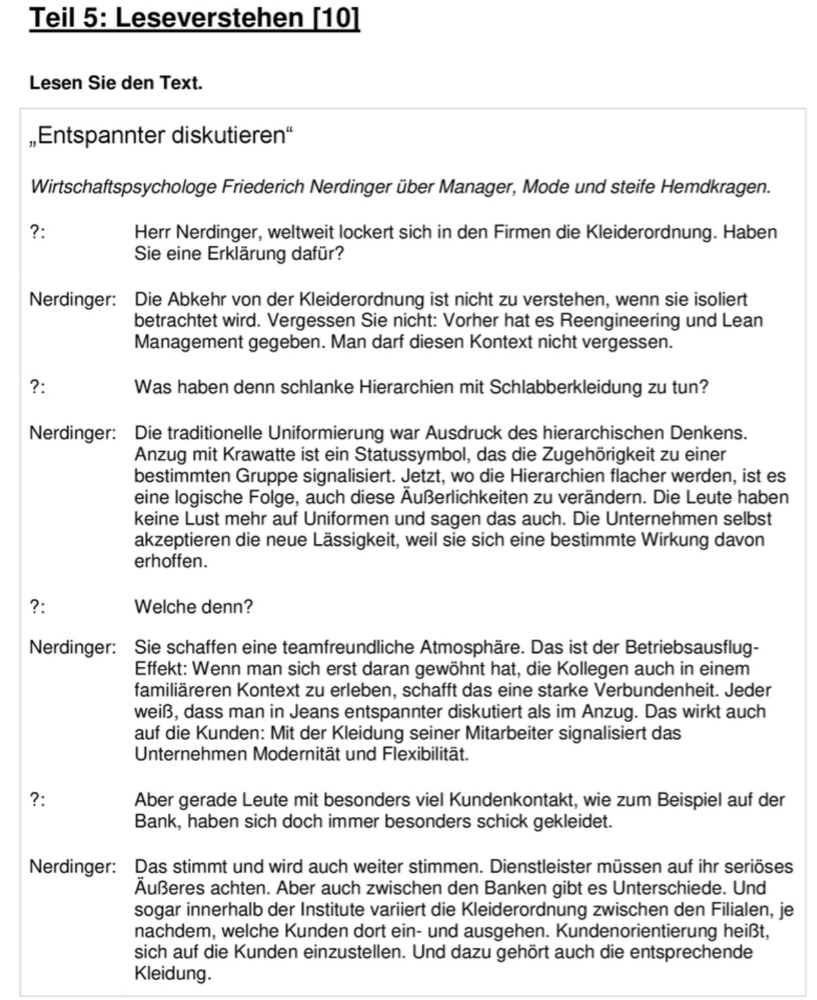 Teil 5: Leseverstehen [10]
Lesen Sie den Text.
„Entspannter diskutieren“
Wirtschaftspsychologe Friederich Nerdinger über Manager, Mode und steife Hemdkragen.
?: Herr Nerdinger, weltweit lockert sich in den Firmen die Kleiderordnung. Haben
Sie eine Erklärung dafür?
Nerdinger: Die Abkehr von der Kleiderordnung ist nicht zu verstehen, wenn sie isoliert
betrachtet wird. Vergessen Sie nicht: Vorher hat es Reengineering und Lean
Management gegeben. Man darf diesen Kontext nicht vergessen.
?: Was haben denn schlanke Hierarchien mit Schlabberkleidung zu tun?
Nerdinger: Die traditionelle Uniformierung war Ausdruck des hierarchischen Denkens.
Anzug mit Krawatte ist ein Statussymbol, das die Zugehörigkeit zu einer
bestimmten Gruppe signalisiert. Jetzt, wo die Hierarchien flacher werden, ist es
eine logische Folge, auch diese Äußerlichkeiten zu verändern. Die Leute haben
keine Lust mehr auf Uniformen und sagen das auch. Die Unternehmen selbst
akzeptieren die neue Lässigkeit, weil sie sich eine bestimmte Wirkung davon
erhoffen.
?: Welche denn?
Nerdinger: Sie schaffen eine teamfreundliche Atmosphäre. Das ist der Betriebsausflug-
Effekt: Wenn man sich erst daran gewöhnt hat, die Kollegen auch in einem
familiäreren Kontext zu erleben, schafft das eine starke Verbundenheit. Jeder
weiß, dass man in Jeans entspannter diskutiert als im Anzug. Das wirkt auch
auf die Kunden: Mit der Kleidung seiner Mitarbeiter signalisiert das
Unternehmen Modernität und Flexibilität.
?: Aber gerade Leute mit besonders viel Kundenkontakt, wie zum Beispiel auf der
Bank, haben sich doch immer besonders schick gekleidet.
Nerdinger: Das stimmt und wird auch weiter stimmen. Dienstleister müssen auf ihr seriöses
Äußeres achten. Aber auch zwischen den Banken gibt es Unterschiede. Und
sogar innerhalb der Institute variiert die Kleiderordnung zwischen den Filialen, je
nachdem, welche Kunden dort ein- und ausgehen. Kundenorientierung heißt,
sich auf die Kunden einzustellen. Und dazu gehört auch die entsprechende
Kleidung.